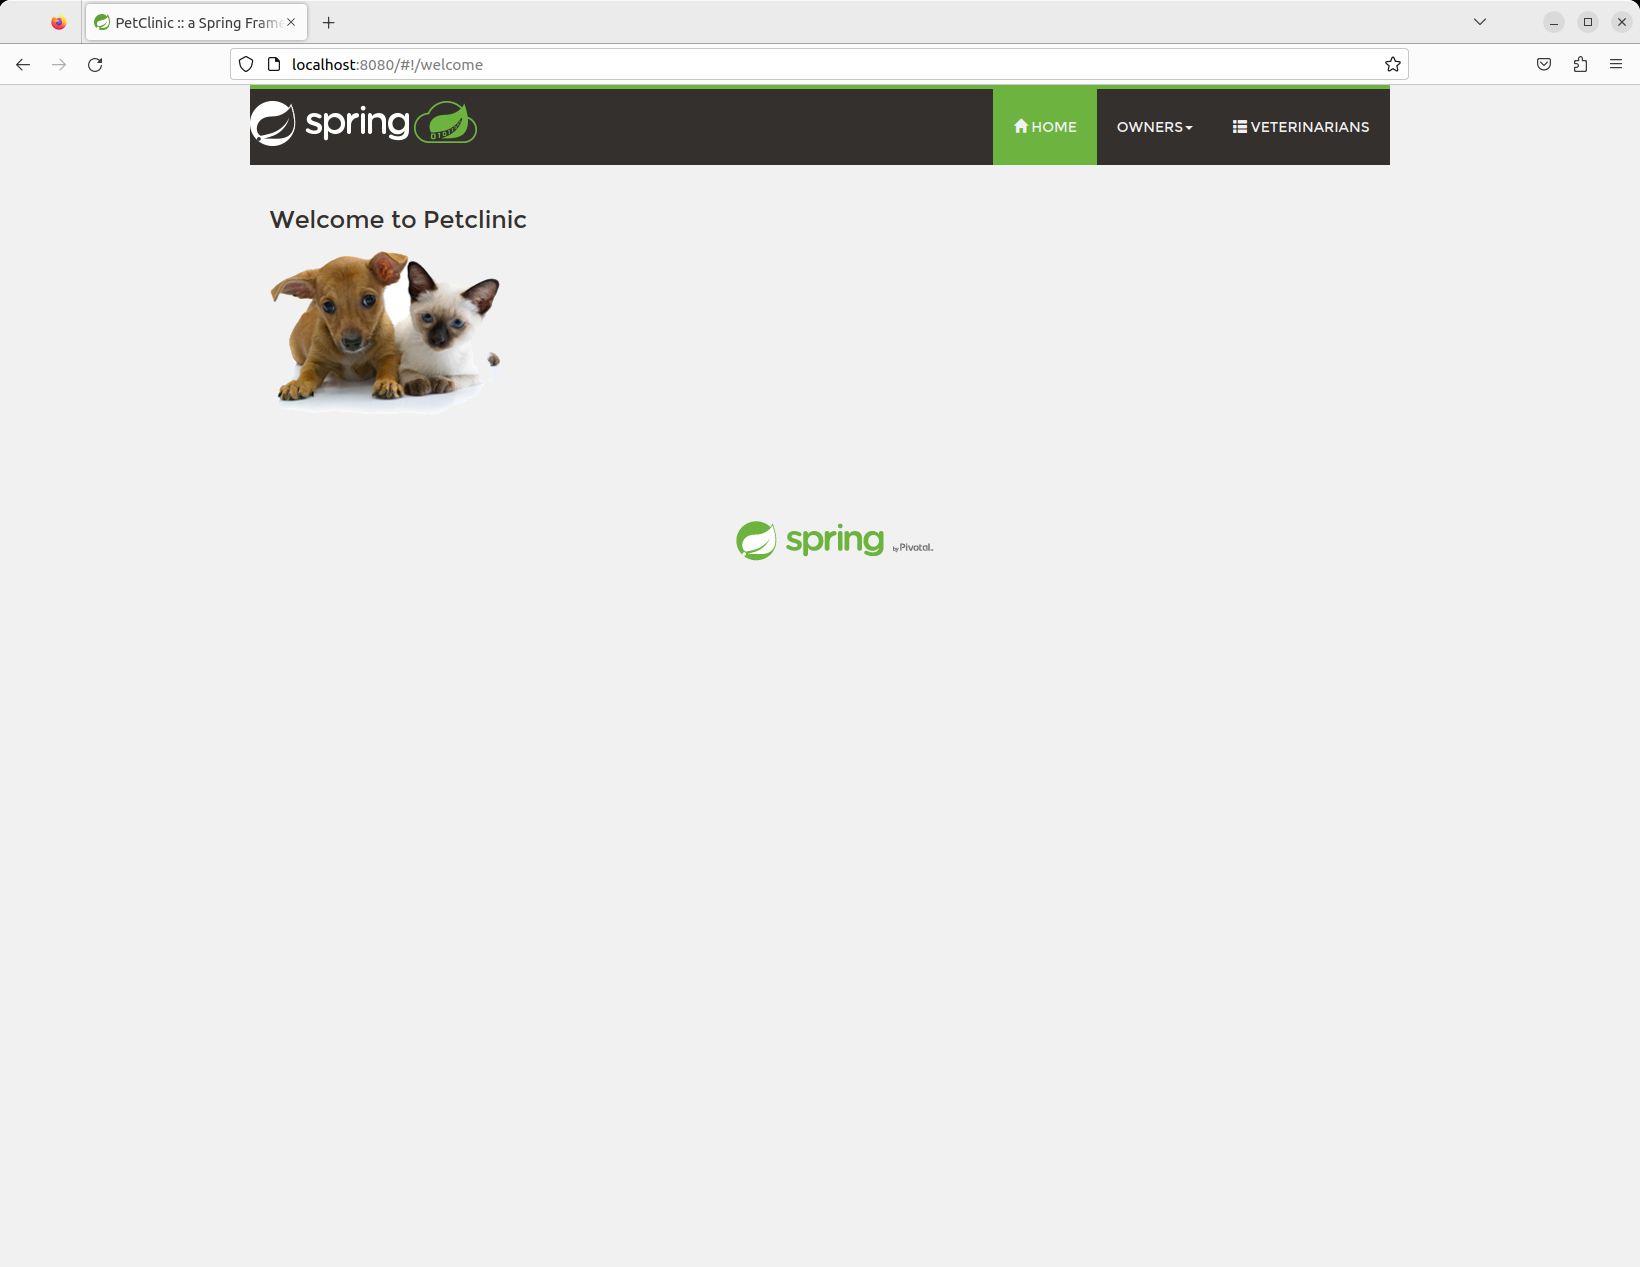 PetClinic :: a Spring Frame
localhost:8080/#!/welcome
spring
HOME
OWNERS
VETERINARIANS
Welcome to Petclinic
spring by Pivotal.